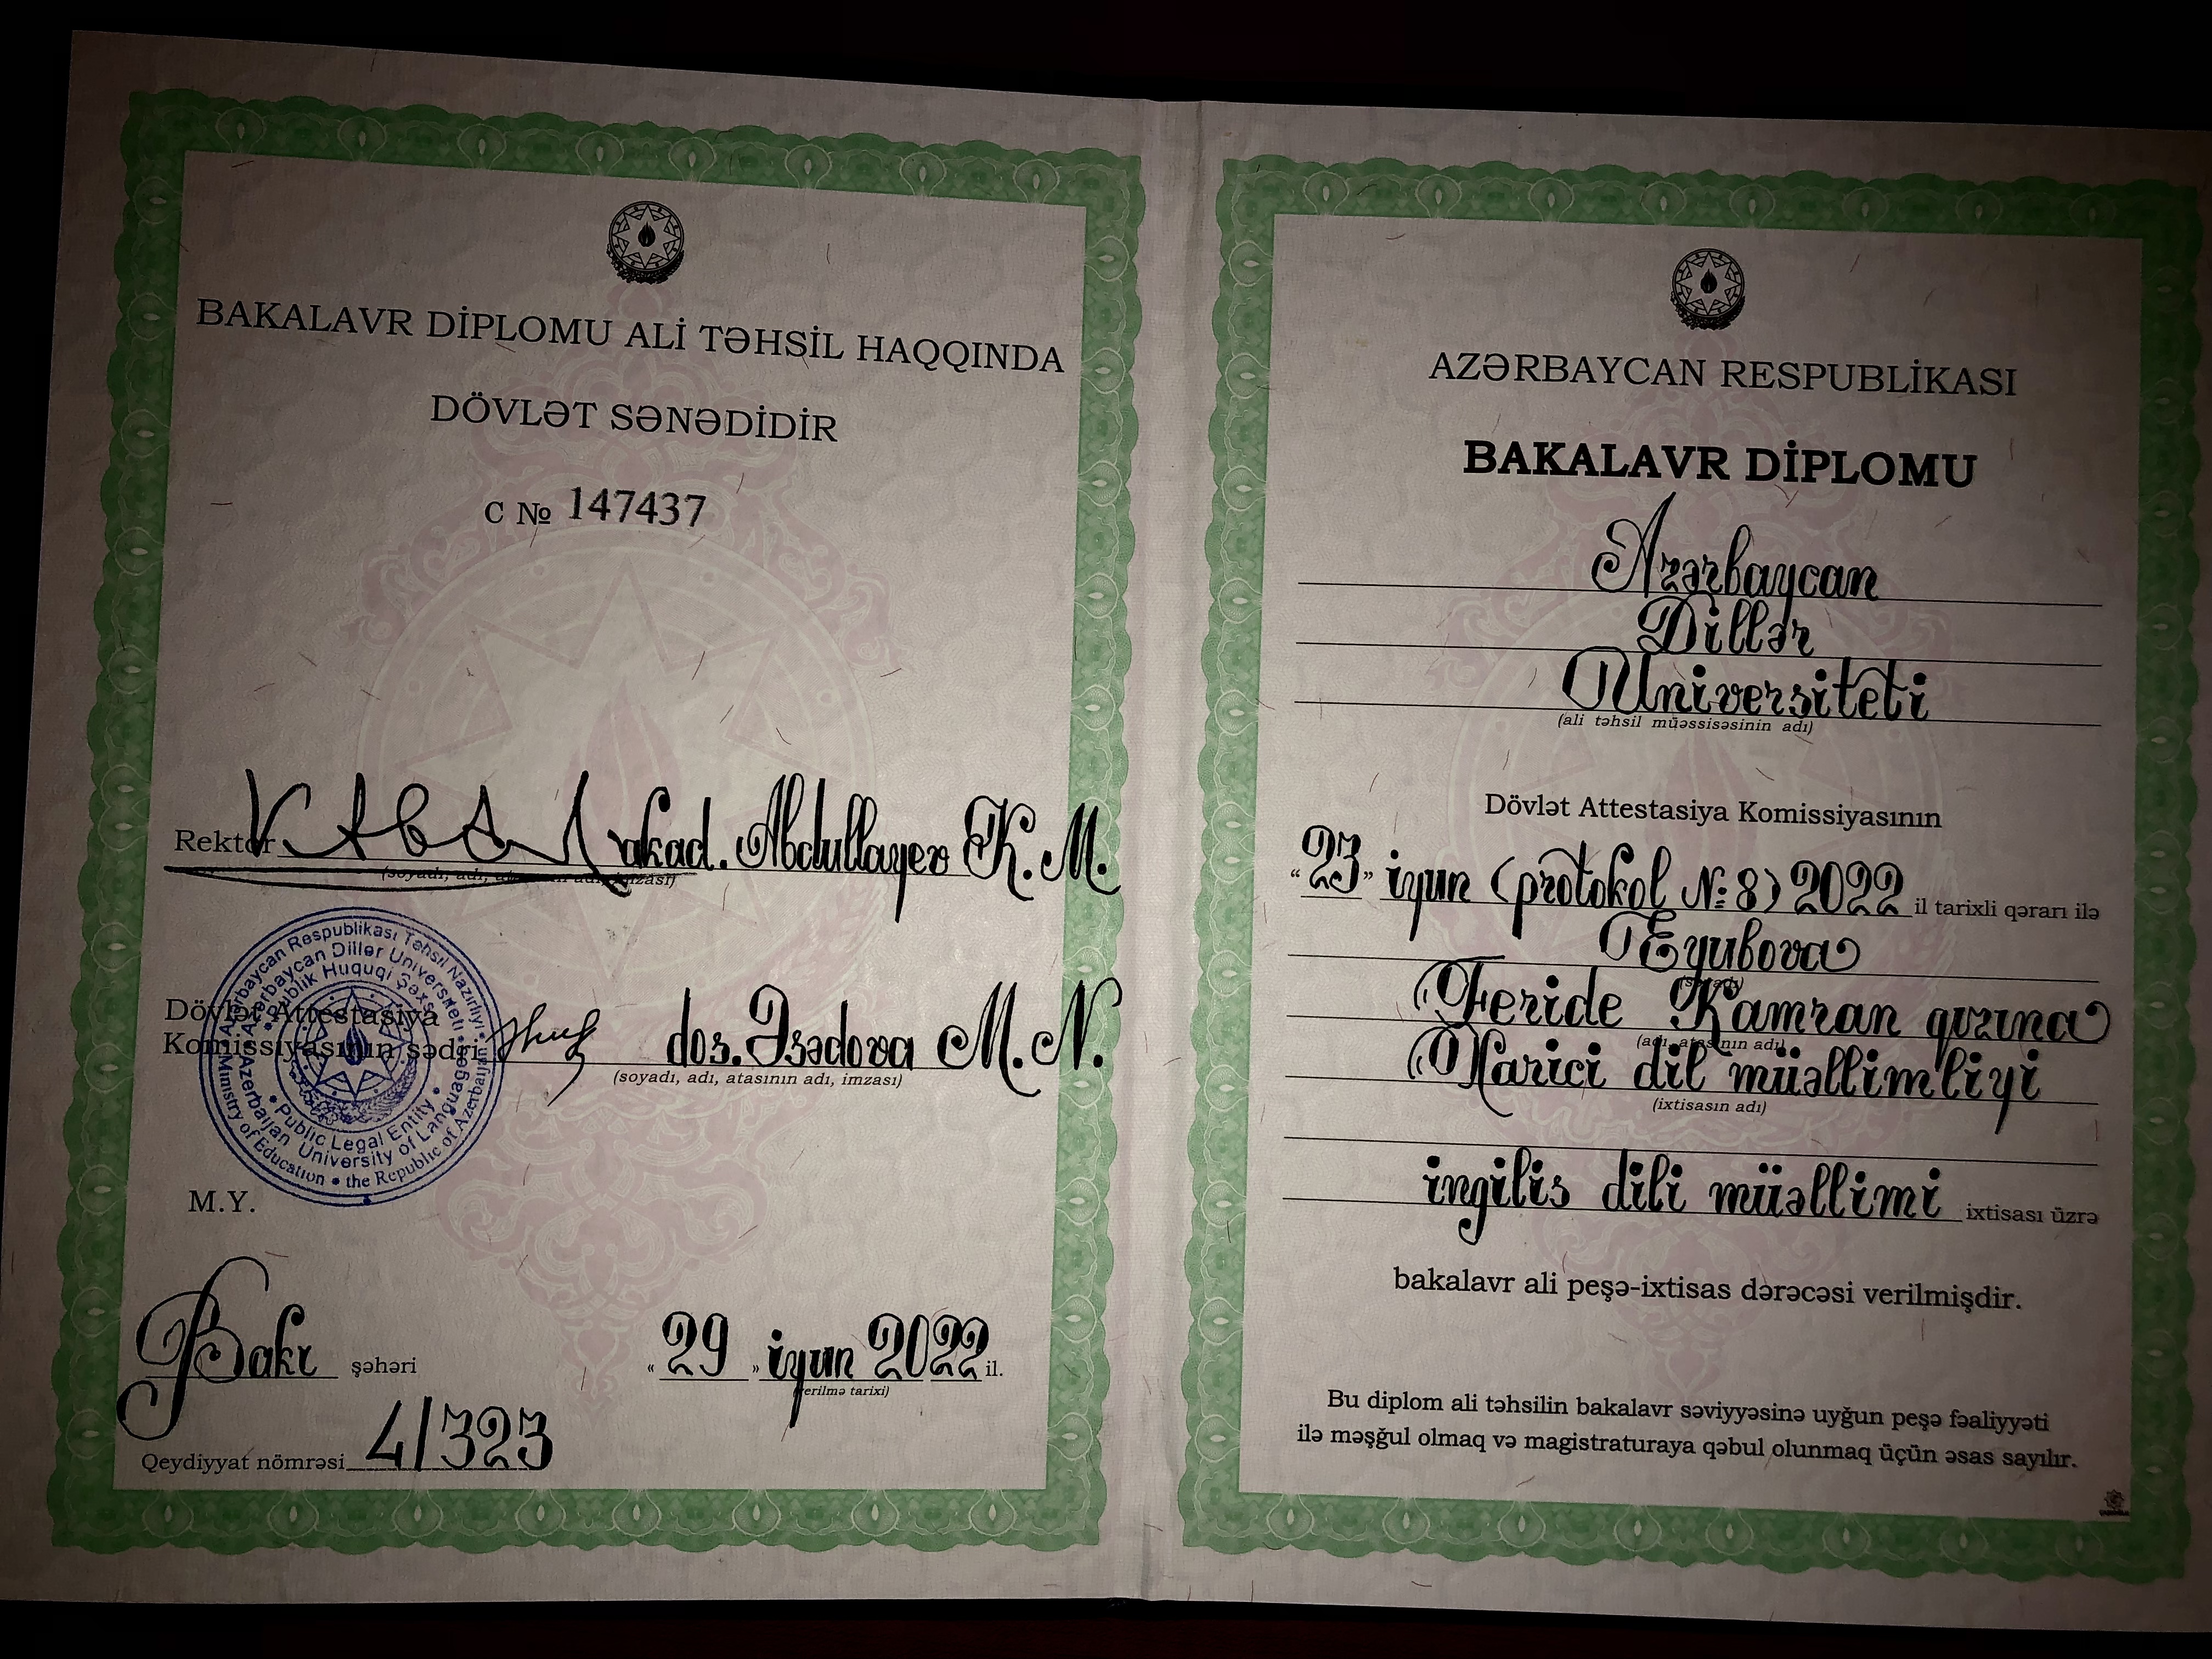 BAKALAVR DİPLOMU ALİ TƏHSİL HAQQINDA
DÖVLƏT SƏNƏDİDİR
C № 147437
Rektor akad. Abdullayev K. M.
(soyadı, adı, atasının adı, imzası)
Azərbaycan Respublikası Təhsil Nazirliyi
Azərbaycan Dillər Universiteti
Publik Hüquqi Şəxs
Public Legal Entity
Azerbaijan University of Languages
Ministry of Education • the Republic of Azerbaijan
Dövlət Attestasiya
Komissiyasının sədri dos. Əsədova M. N.
(soyadı, adı, atasının adı, imzası)
M.Y.
Bakı şəhəri «29» iyun 2022 il.
(verilmə tarixi)
Qeydiyyat nömrəsi 4/323
AZƏRBAYCAN RESPUBLİKASI
BAKALAVR DİPLOMU
Azərbaycan
Dillər
Universiteti
(ali təhsil müəssisəsinin adı)
Dövlət Attestasiya Komissiyasının
“23” iyun (protokol №: 8) 2022 il tarixli qərarı ilə
Eyubova
(soyadı)
Feride Kamran qızına
(adı, atasının adı)
Xarici dil müəllimliyi
(ixtisasın adı)
ingilis dili müəllimi ixtisası üzrə
bakalavr ali peşə-ixtisas dərəcəsi verilmişdir.
Bu diplom ali təhsilin bakalavr səviyyəsinə uyğun peşə fəaliyyəti
ilə məşğul olmaq və magistraturaya qəbul olunmaq üçün əsas sayılır.